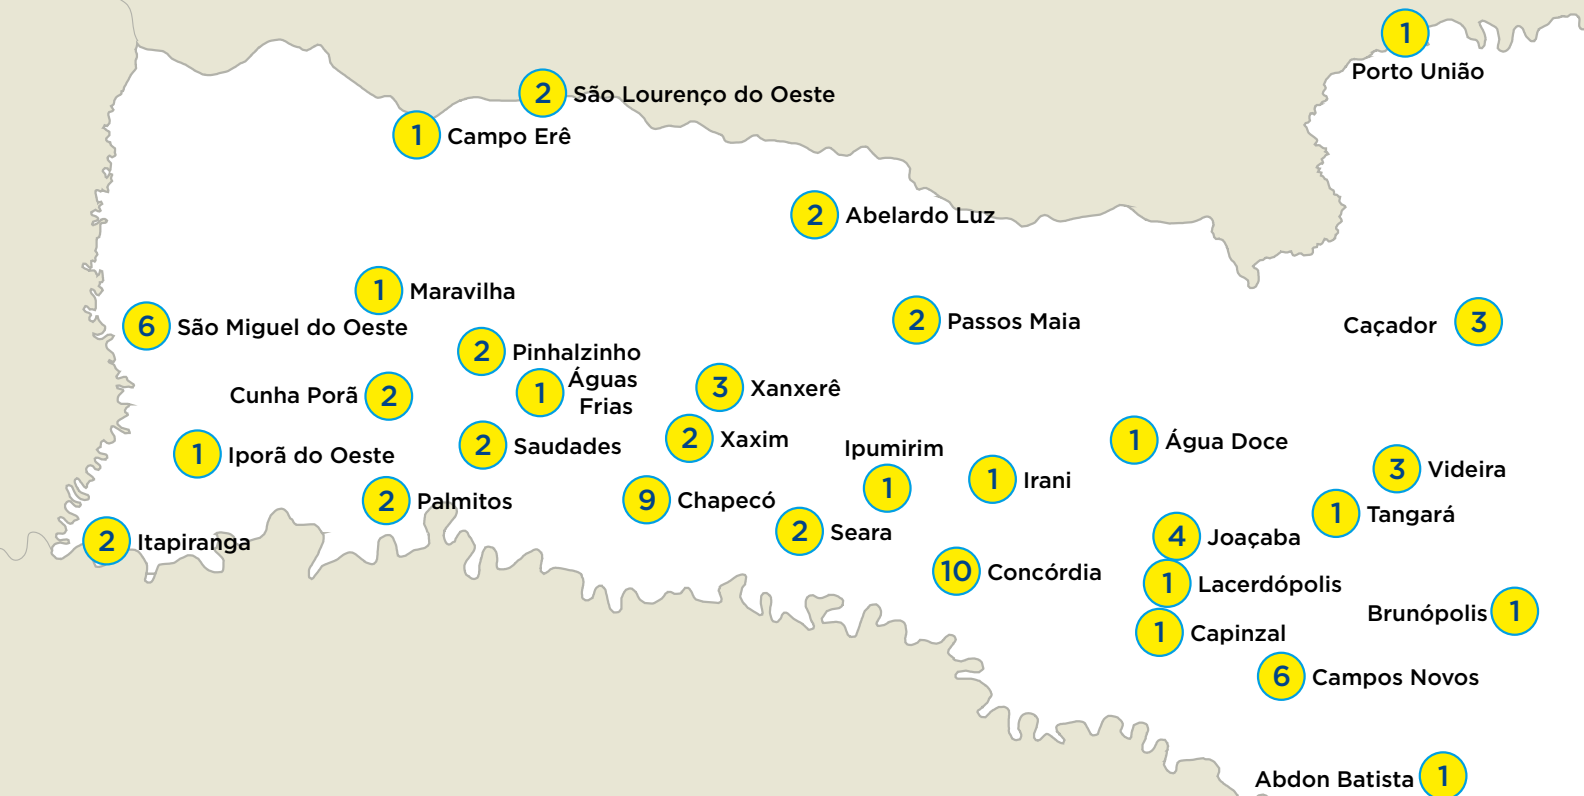 1
Porto União
2 São Lourenço do Oeste
1 Campo Erê
2 Abelardo Luz
1 Maravilha
6 São Miguel do Oeste
2 Passos Maia
Caçador 3
2 Pinhalzinho
1 Águas
Frias
Cunha Porã 2
3 Xanxerê
2 Saudades
2 Xaxim
1 Água Doce
1 Iporã do Oeste
Ipumirim
1
1 Irani
3 Videira
2 Palmitos
9 Chapecó
1 Tangará
2 Seara
2 Itapiranga
4 Joaçaba
10 Concórdia
1 Lacerdópolis
Brunópolis 1
1 Capinzal
6 Campos Novos
Abdon Batista 1